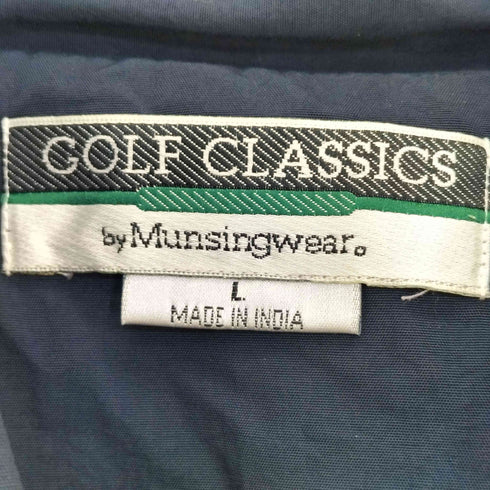 GOLF CLASSICS
by Munsingwear®
L
MADE IN INDIA